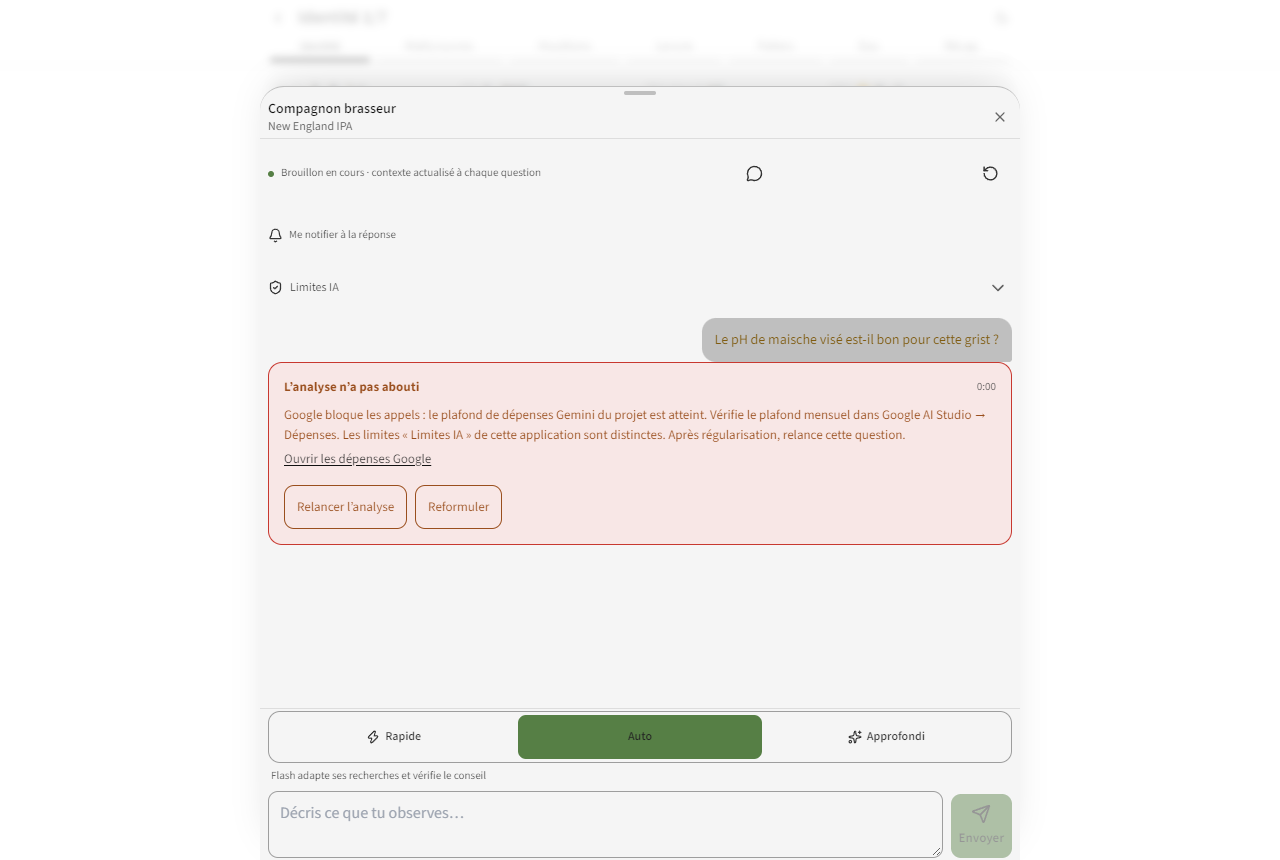 Compagnon brasseur
New England IPA
Brouillon en cours · contexte actualisé à chaque question
Me notifier à la réponse
Limites IA
Le pH de maische visé est-il bon pour cette grist ?
L’analyse n’a pas abouti
0:00
Google bloque les appels : le plafond de dépenses Gemini du projet est atteint. Vérifie le plafond mensuel dans Google AI Studio →
Dépenses. Les limites « Limites IA » de cette application sont distinctes. Après régularisation, relance cette question.
Ouvrir les dépenses Google
Relancer l’analyse
Reformuler
Rapide
Auto
Approfondi
Flash adapte ses recherches et vérifie le conseil
Décris ce que tu observes…
Envoyer